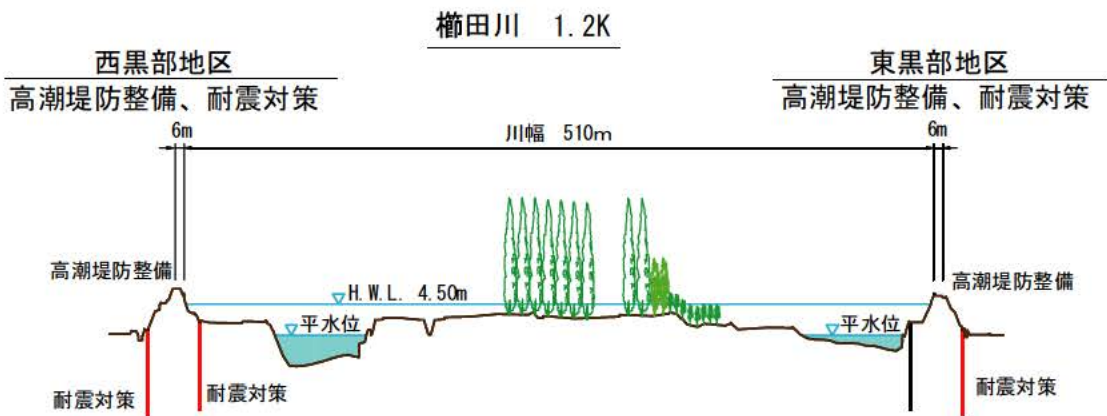 櫛田川 1.2K
西黒部地区
高潮堤防整備、耐震対策
東黒部地区
高潮堤防整備、耐震対策
6m
川幅 510m
6m
高潮堤防整備
H.W.L. 4.50m
高潮堤防整備
平水位
平水位
耐震対策
耐震対策
耐震対策